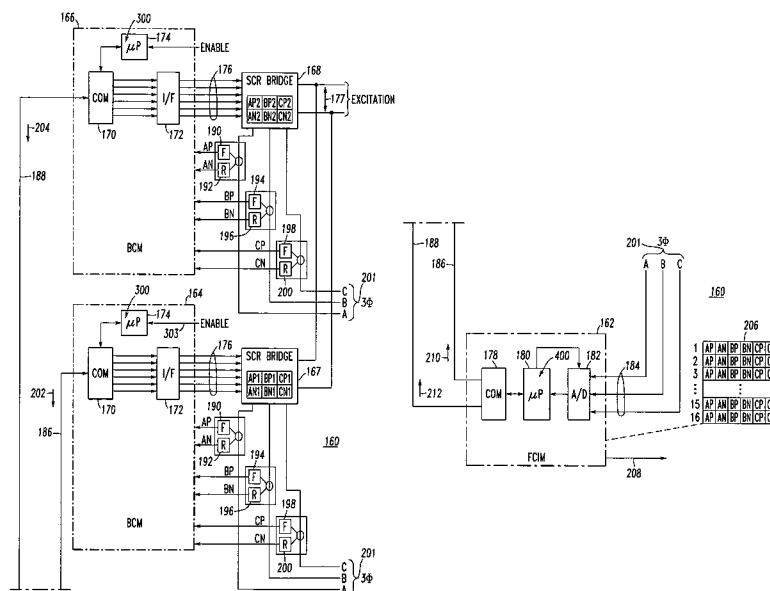 166
300
μP
174
ENABLE
COM
170
I/F
172
176
SCR BRIDGE
168
AP2 BP2 CP2
AN2 BN2 CN2
177
EXCITATION
204
188
190
AP
F
AN
R
192
194
BP
F
BN
R
196
198
CP
F
CN
R
200
BCM
C
B
A
201
3Φ
300
164
μP
174
303
ENABLE
COM
170
I/F
172
176
SCR BRIDGE
167
AP1 BP1 CP1
AN1 BN1 CN1
202
186
190
AP
F
AN
R
192
160
194
BP
F
BN
R
196
198
CP
F
CN
R
200
BCM
C
B
A
201
3Φ
188
186
3Φ
201
A B C
160
162
210
212
178
COM
180
μP
400
182
A/D
184
FCIM
206
1 AP AN BP BN CP
2 AP AN BP BN CP
3 AP AN BP BN CP
15 AP AN BP BN CP
16 AP AN BP BN CP
208